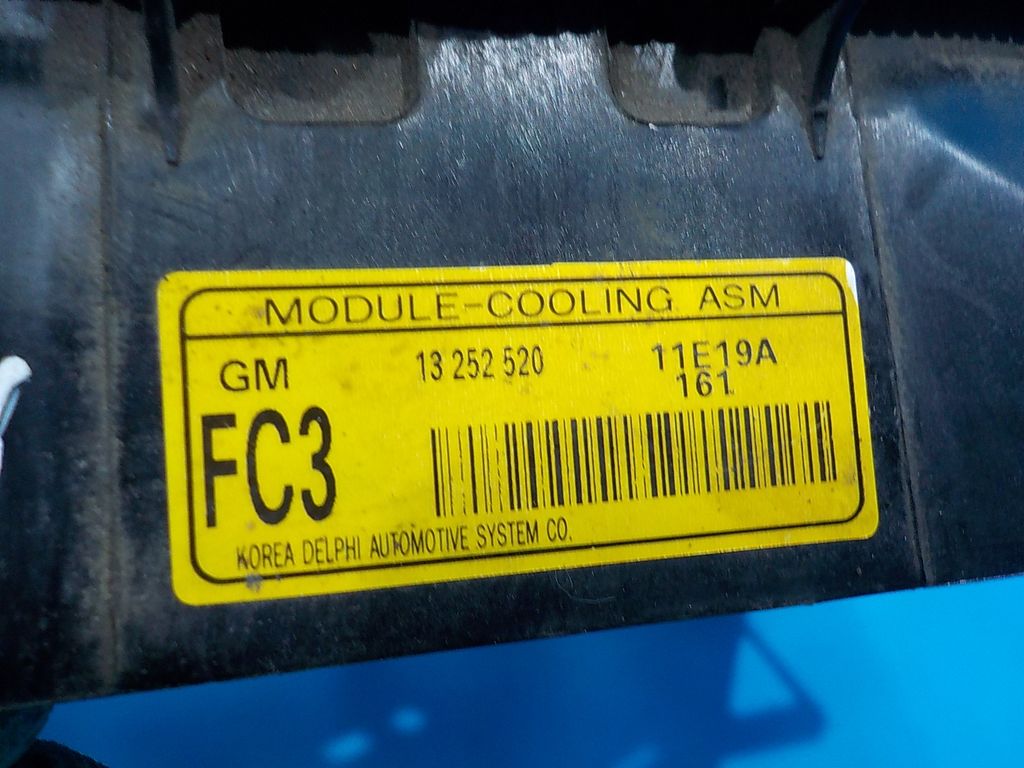 MODULE-COOLING ASM
GM 13 252 520 11E19A
161
FC3
KOREA DELPHI AUTOMOTIVE SYSTEM CO.